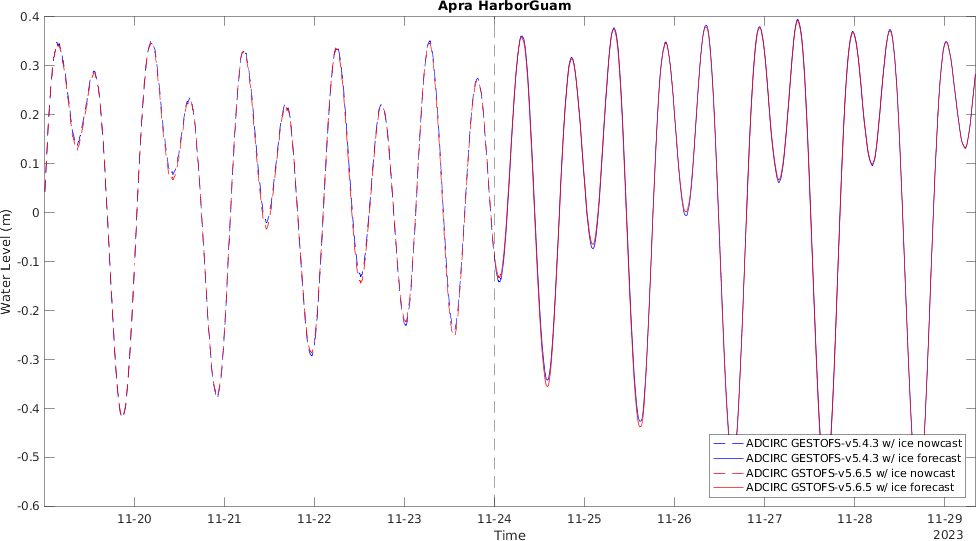 Apra HarborGuam
0.4
0.3
0.2
0.1
0
-0.1
-0.2
-0.3
-0.4
-0.5
-0.6
Water Level (m)
ADCIRC GESTOFS-v5.4.3 w/ ice nowcast
ADCIRC GESTOFS-v5.4.3 w/ ice forecast
ADCIRC GSTOFS-v5.6.5 w/ ice nowcast
ADCIRC GSTOFS-v5.6.5 w/ ice forecast
11-20 11-21 11-22 11-23 11-24 11-25 11-26 11-27 11-28 11-29
Time 2023